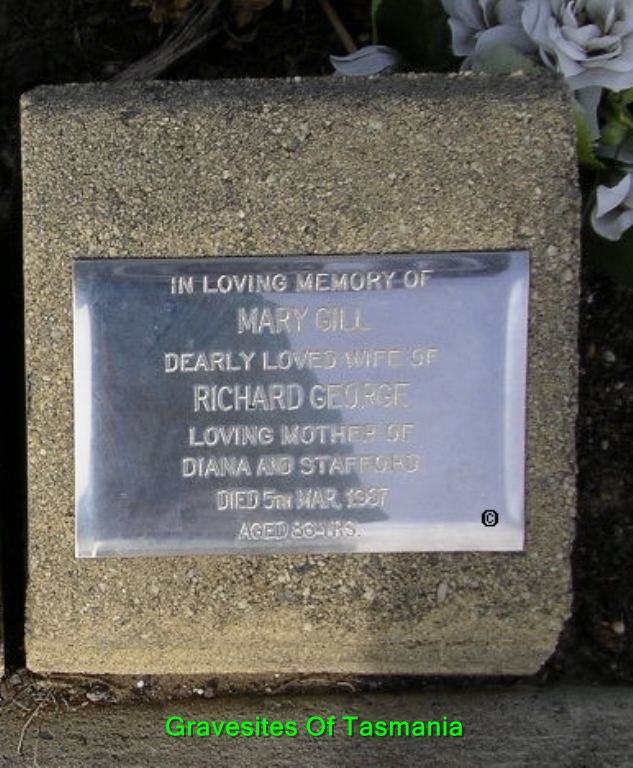 IN LOVING MEMORY OF
MARY GILL
DEARLY LOVED WIFE OF
RICHARD GEORGE
LOVING MOTHER OF
DIANA AND STAFFORD
DIED 5TH MAR. 1987
AGED 86 YRS.
©
Gravesites Of Tasmania